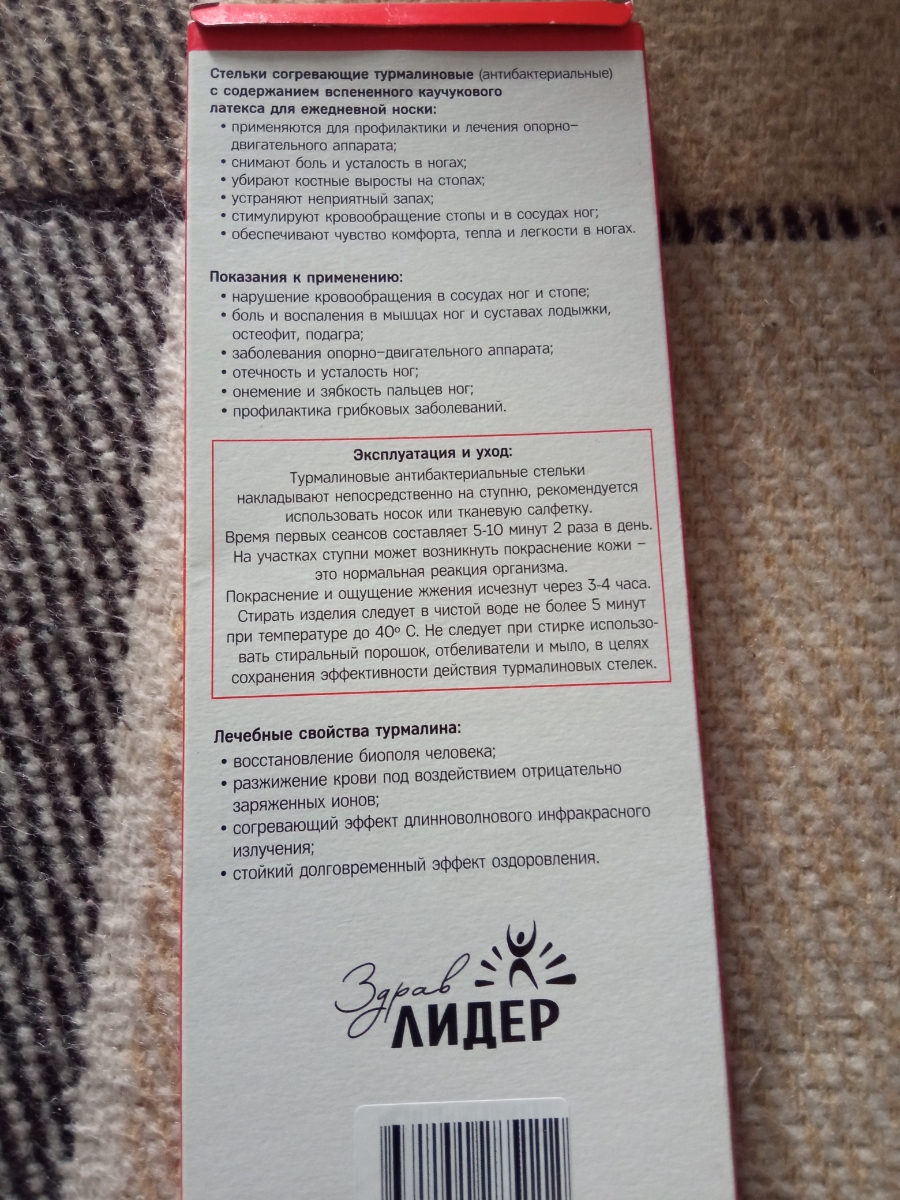 Стельки согревающие турмалиновые (антибактериальные)
с содержанием вспененного каучукового
латекса для ежедневной носки:
• применяются для профилактики и лечения опорно-
двигательного аппарата;
• снимают боль и усталость в ногах;
• убирают костные выросты на стопах;
• устраняют неприятный запах;
• стимулируют кровообращение стопы и в сосудах ног;
• обеспечивают чувство комфорта, тепла и легкости в ногах.
Показания к применению:
• нарушение кровообращения в сосудах ног и стопе;
• боль и воспаления в мышцах ног и суставах лодыжки,
остеофит, подагра;
• заболевания опорно-двигательного аппарата;
• отечность и усталость ног;
• онемение и зябкость пальцев ног;
• профилактика грибковых заболеваний.
Эксплуатация и уход:
Турмалиновые антибактериальные стельки
накладывают непосредственно на ступню, рекомендуется
использовать носок или тканевую салфетку.
Время первых сеансов составляет 5-10 минут 2 раза в день.
На участках ступни может возникнуть покраснение кожи –
это нормальная реакция организма.
Покраснение и ощущение жжения исчезнут через 3-4 часа.
Стирать изделия следует в чистой воде не более 5 минут
при температуре до 40º С. Не следует при стирке использо-
вать стиральный порошок, отбеливатели и мыло, в целях
сохранения эффективности действия турмалиновых стелек.
Лечебные свойства турмалина:
• восстановление биополя человека;
• разжижение крови под воздействием отрицательно
заряженных ионов;
• согревающий эффект длинноволнового инфракрасного
излучения;
• стойкий долговременный эффект оздоровления.
Здрав
ЛИДЕР